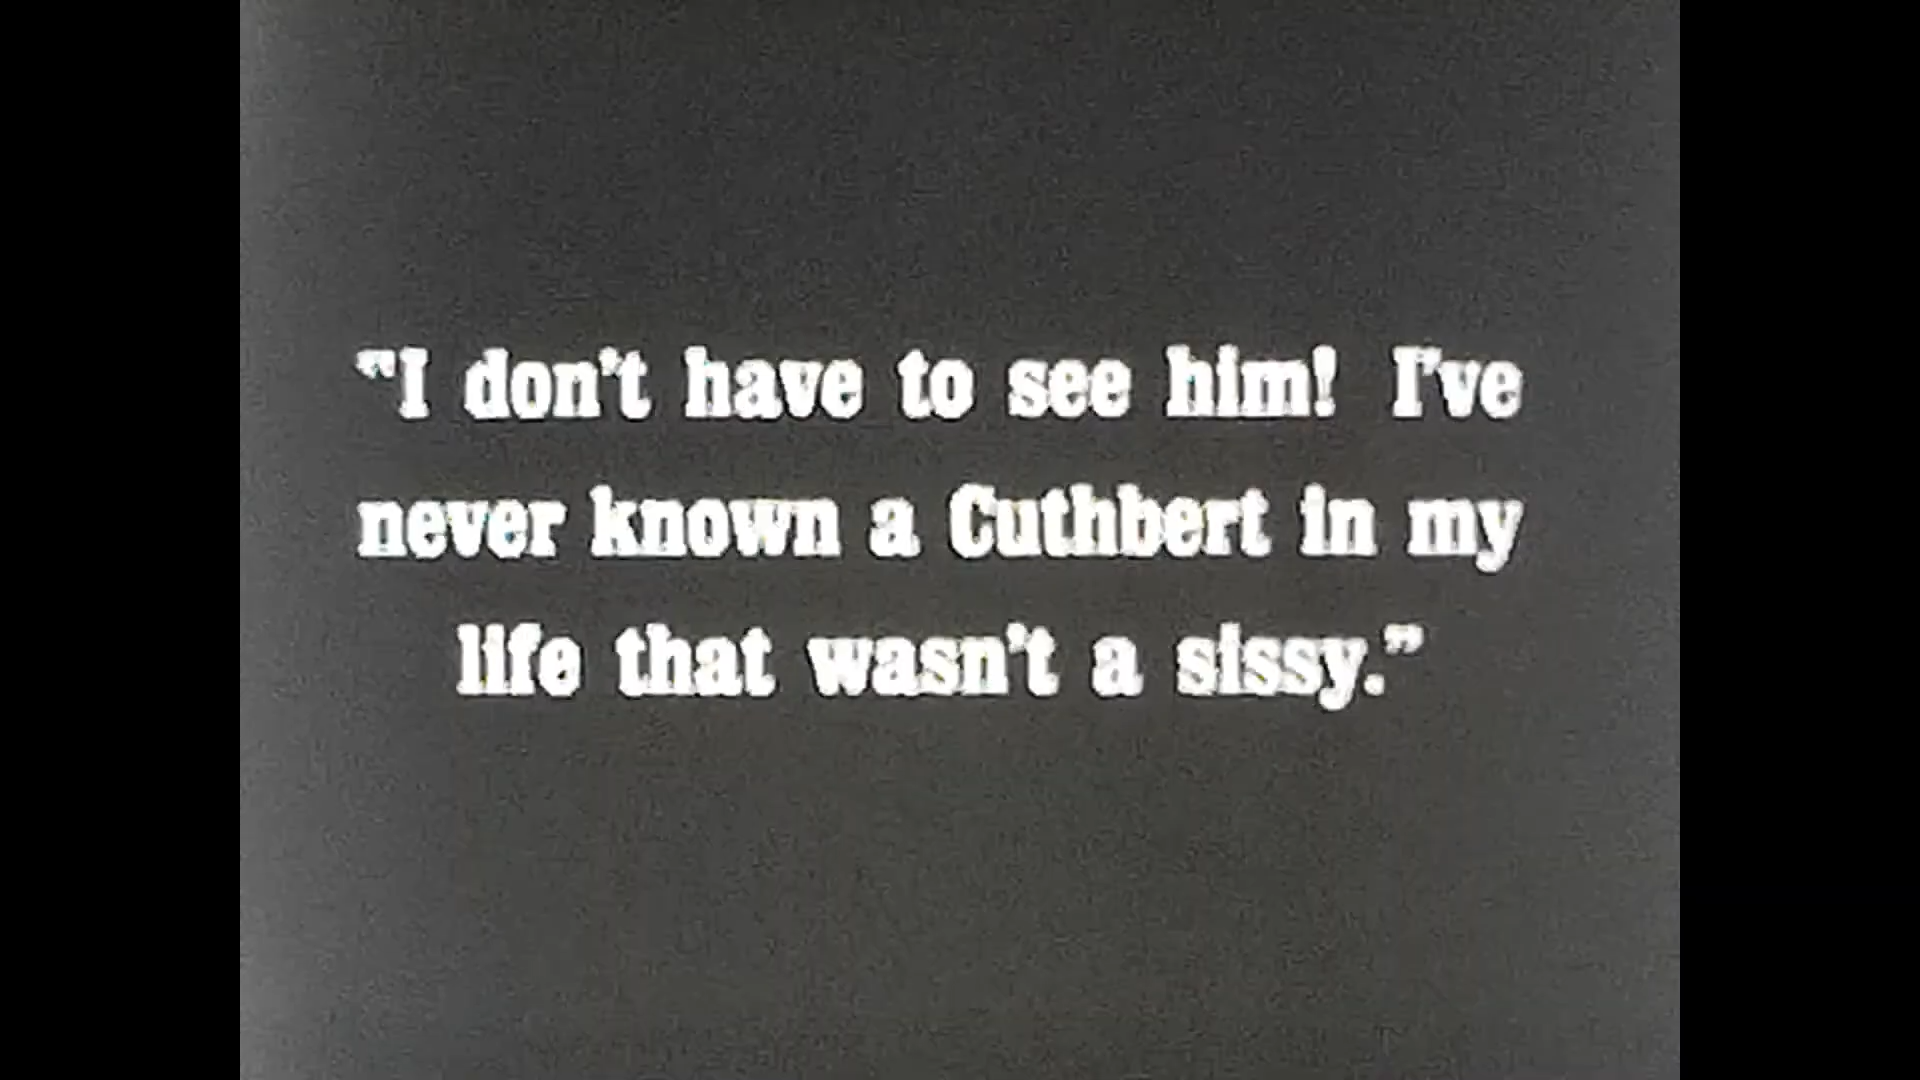 "I don't have to see him! I've
never known a Cuthbert in my
life that wasn't a sissy."